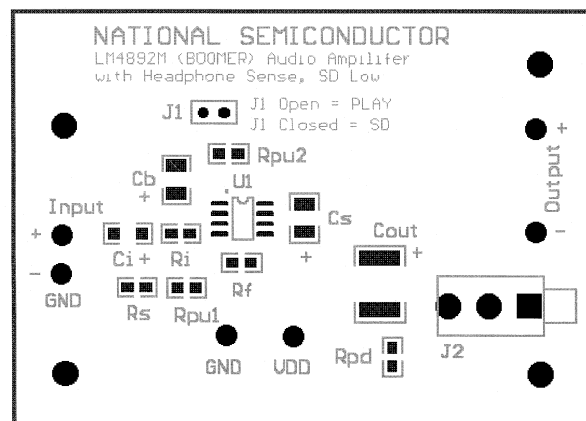 NATIONAL SEMICONDUCTOR
LM4892M (BOOMER) Audio Ampilifer
with Headphone Sense, SD Low
J1
J1 Open = PLAY
J1 Closed = SD
Rpu2
Cb
+
U1
Cs
+
Output
+
-
Input
+
-
GND
Ci +
Ri
Rf
Cout
+
Rs
Rpu1
GND
VDD
Rpd
J2